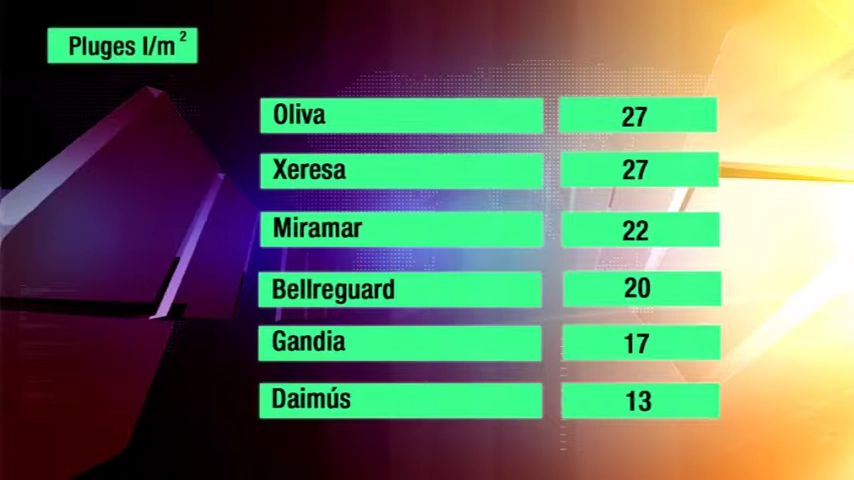 Pluges l/m²
Oliva 27
Xeresa 27
Miramar 22
Bellreguard 20
Gandia 17
Daimús 13